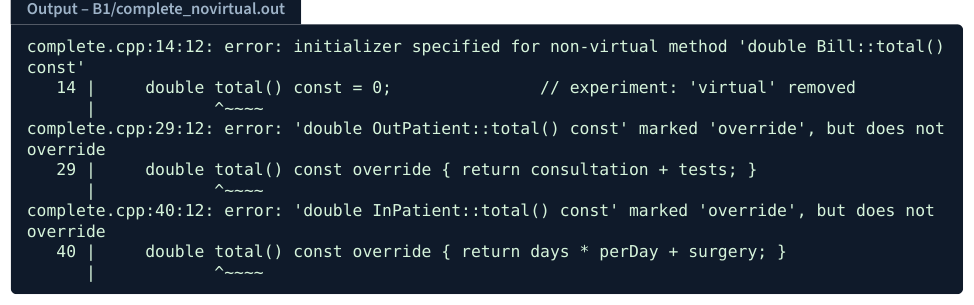 Output – B1/complete_novirtual.out
complete.cpp:14:12: error: initializer specified for non-virtual method 'double Bill::total()
const'
   14 |     double total() const = 0;               // experiment: 'virtual' removed
      |            ^~~~~
complete.cpp:29:12: error: 'double OutPatient::total() const' marked 'override', but does not
override
   29 |     double total() const override { return consultation + tests; }
      |            ^~~~~
complete.cpp:40:12: error: 'double InPatient::total() const' marked 'override', but does not
override
   40 |     double total() const override { return days * perDay + surgery; }
      |            ^~~~~